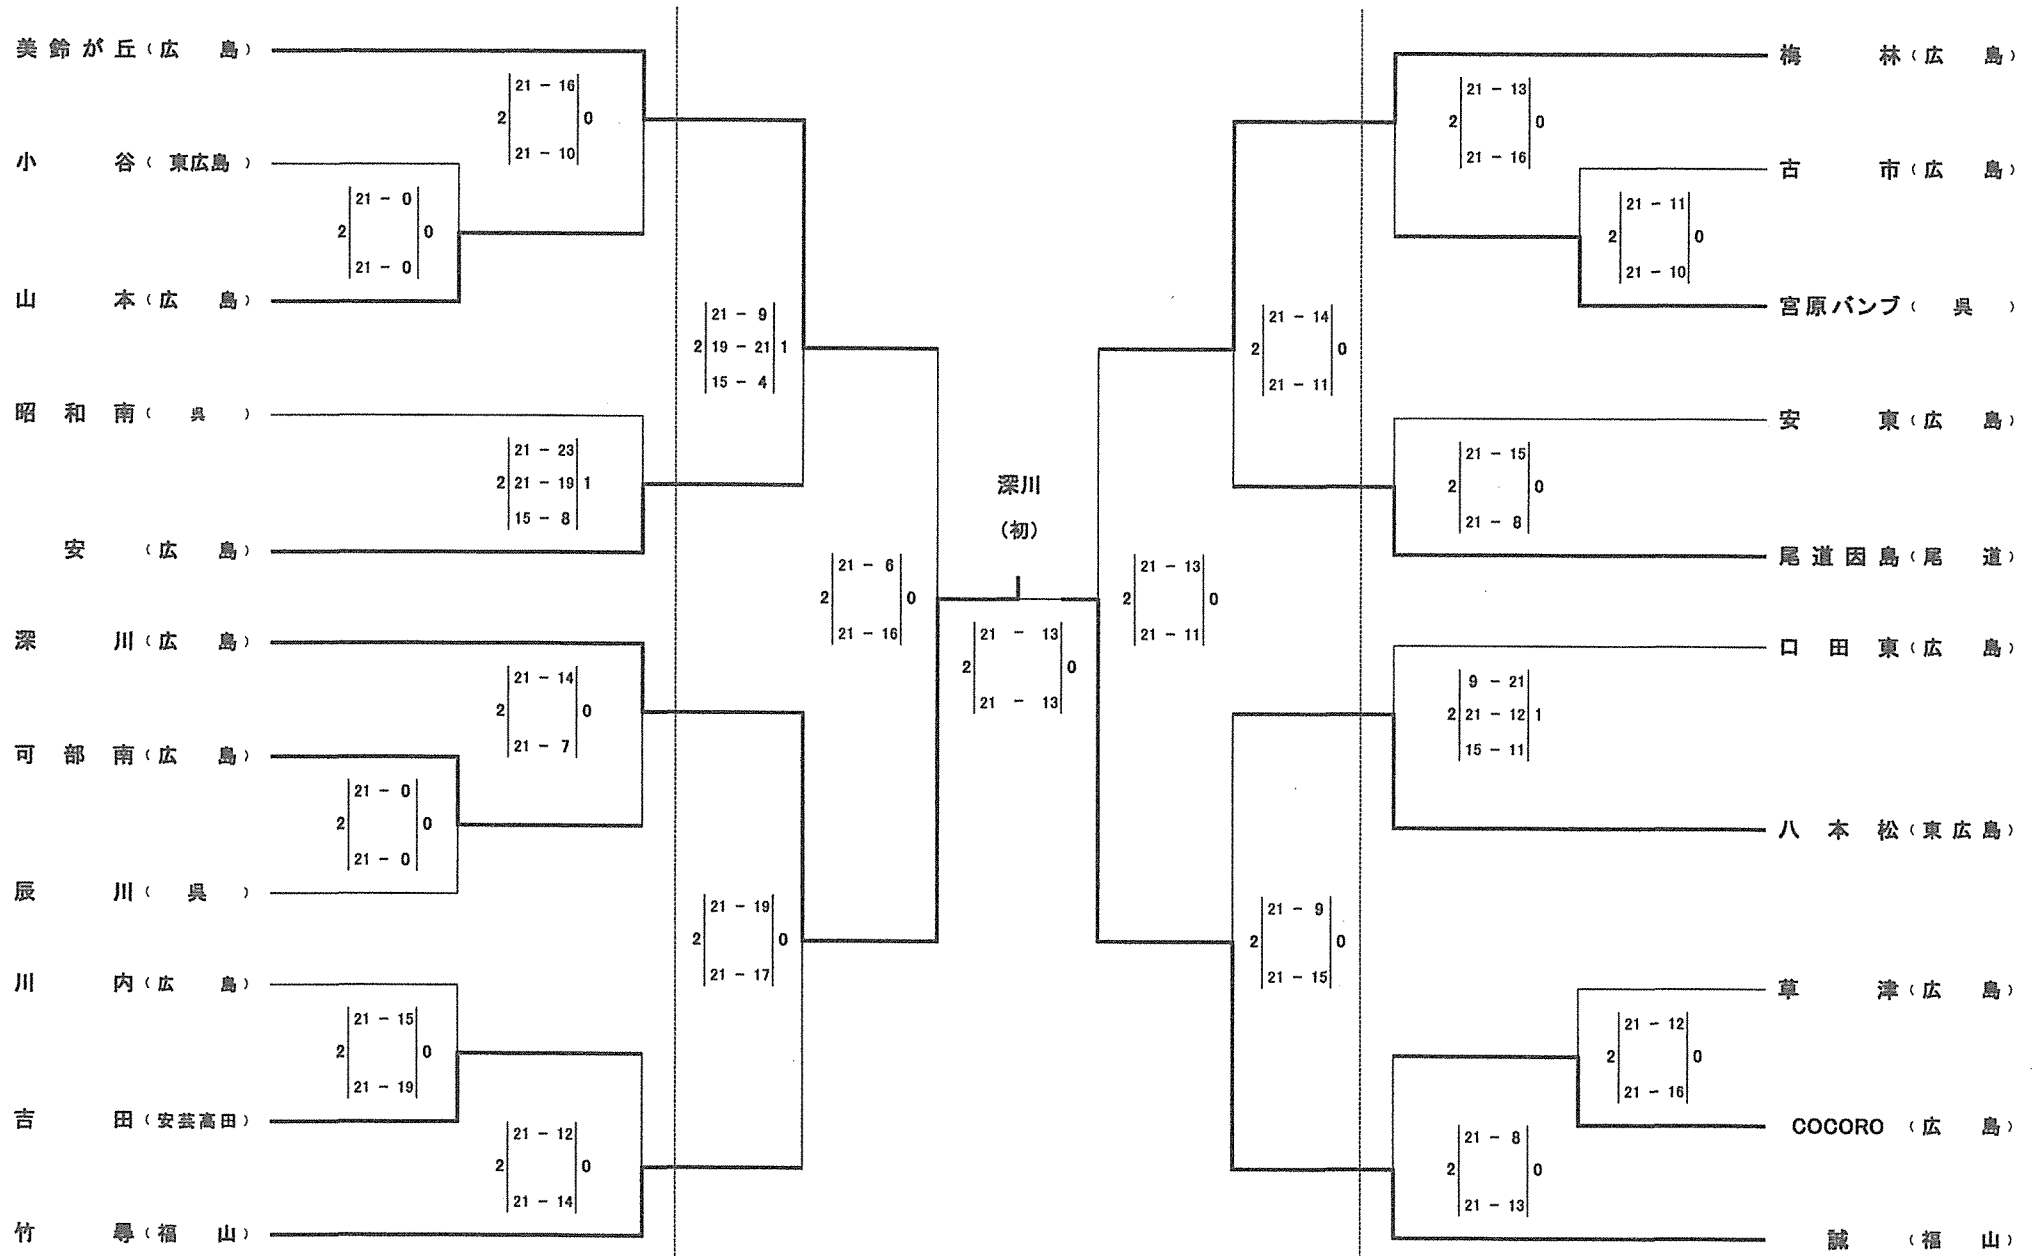 美鈴が丘（広島）
21 - 16
2 0
21 - 10
小谷（東広島）
21 - 0
2 0
21 - 0
山本（広島）
21 - 9
2 19 - 21 1
15 - 4
昭和南（呉）
21 - 23
2 21 - 19 1
15 - 8
安（広島）
21 - 6
2 0
21 - 16
深川（広島）
21 - 14
2 0
21 - 7
可部南（広島）
21 - 0
2 0
21 - 0
辰川（呉）
21 - 19
2 0
21 - 17
川内（広島）
21 - 15
2 0
21 - 19
吉田（安芸高田）
21 - 12
2 0
21 - 14
竹尋（福山）
深川
（初）
21 - 13
2 0
21 - 13
梅林（広島）
21 - 13
2 0
21 - 16
古市（広島）
21 - 11
2 0
21 - 10
宮原バンブ（呉）
21 - 14
2 0
21 - 11
安東（広島）
21 - 15
2 0
21 - 8
尾道因島（尾道）
21 - 13
2 0
21 - 11
口田東（広島）
9 - 21
2 21 - 12 1
15 - 11
八本松（東広島）
21 - 9
2 0
21 - 15
草津（広島）
21 - 12
2 0
21 - 16
COCORO（広島）
21 - 8
2 0
21 - 13
誠（福山）